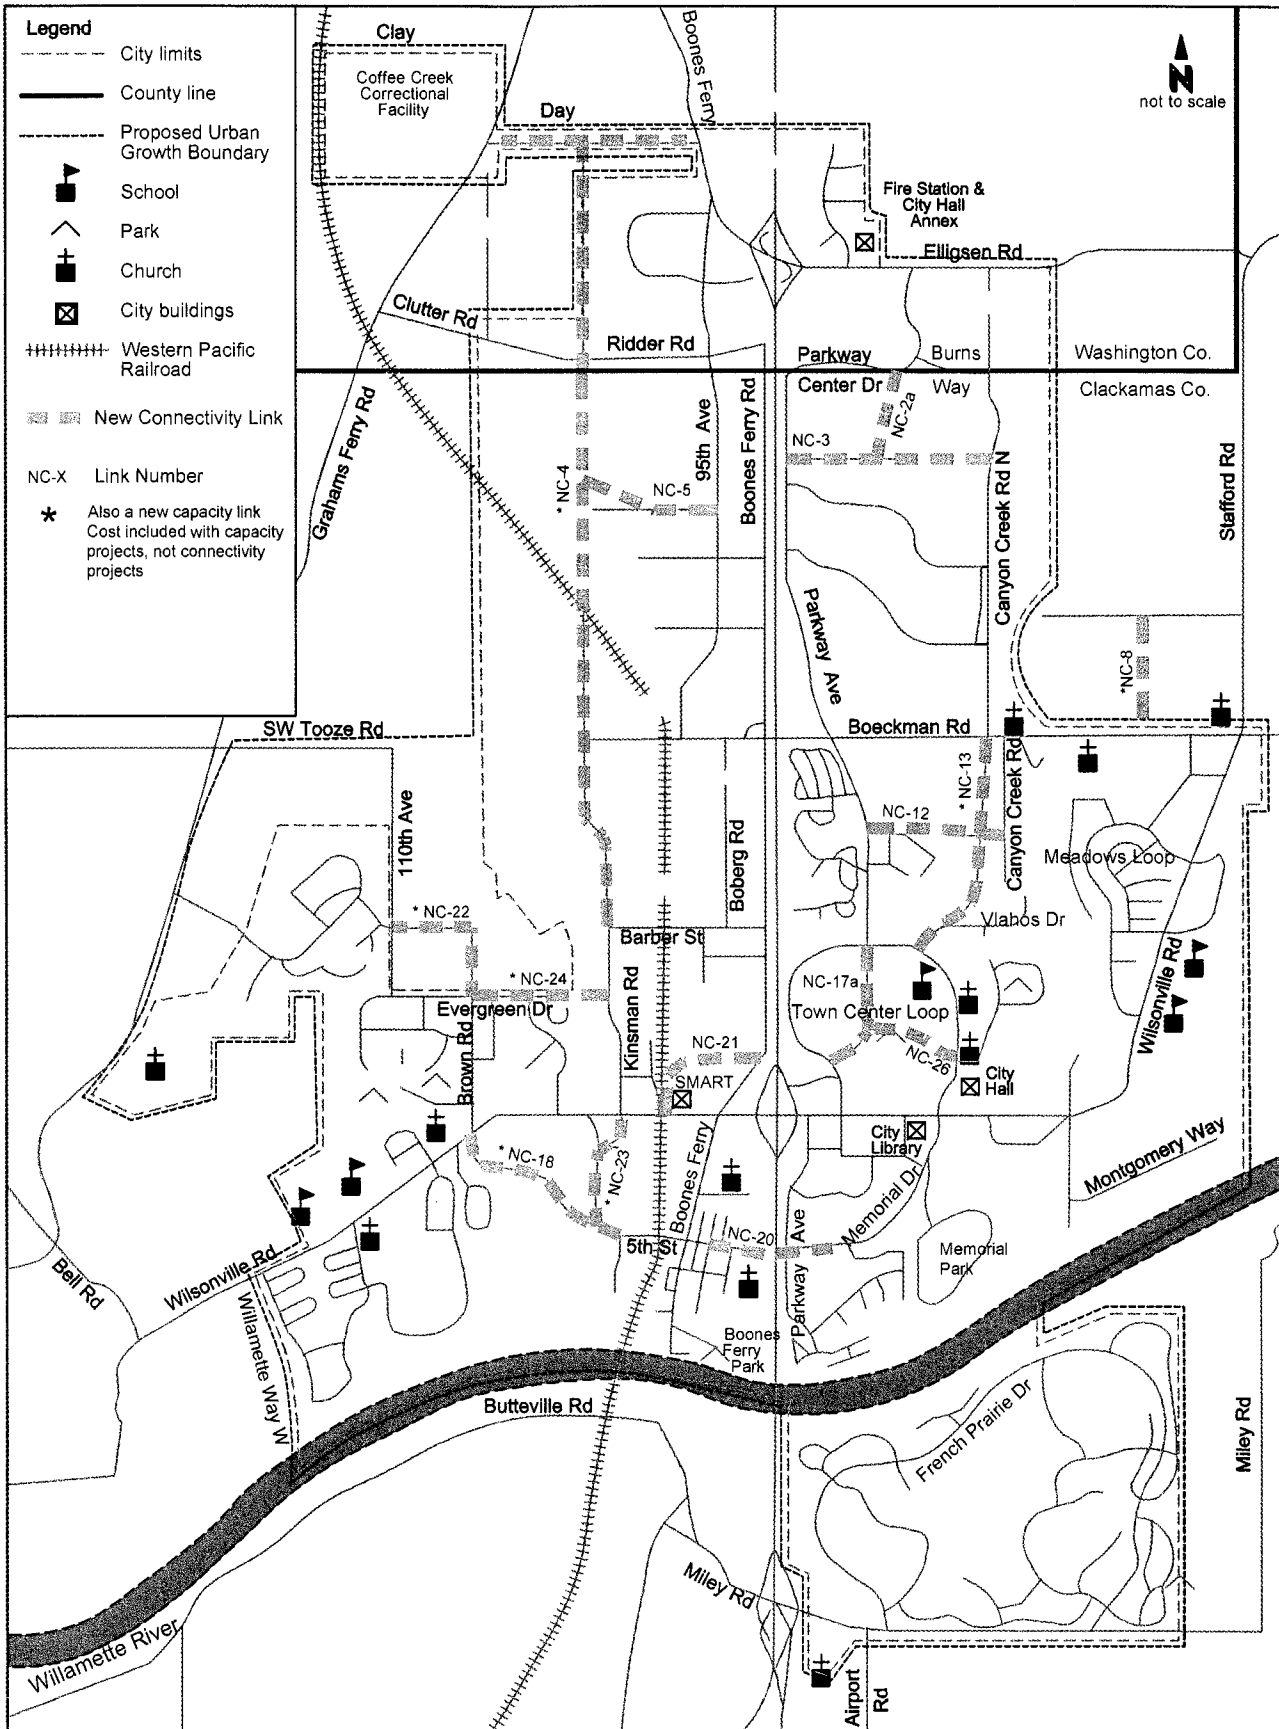 Legend
City limits
County line
Proposed Urban
Growth Boundary
School
Park
Church
City buildings
Western Pacific
Railroad
New Connectivity Link
NC-X Link Number
* Also a new capacity link
Cost included with capacity
projects, not connectivity
projects
Clay
Coffee Creek
Correctional
Facility
Day
Boones Ferry
N
not to scale
Fire Station &
City Hall
Annex
Elligsen Rd
Clutter Rd
Ridder Rd
Parkway
Center Dr
Burns
Way
Washington Co.
Clackamas Co.
Grahams Ferry Rd
* NC-4
NC-5
95th Ave
Boones Ferry Rd
NC-3
NC-2a
Canyon Creek Rd N
Stafford Rd
Parkway Ave
*NC-8
SW Tooze Rd
Boeckman Rd
110th Ave
Boberg Rd
* NC-13
NC-12
Canyon Creek Rd
Meadows Loop
Vlahos Dr
* NC-22
Barber St
* NC-24
Evergreen Dr
Kinsman Rd
NC-17a
Town Center Loop
Wilsonville Rd
Brown Rd
NC-21
SMART
NC-26
City
Hall
City
Library
Montgomery Way
* NC-18
* NC-23
Boones Ferry
Memorial Dr
5th St
NC-20
Parkway Ave
Memorial
Park
Bell Rd
Wilsonville Rd
Willamette Way W
Boones
Ferry
Park
Butteville Rd
French Prairie Dr
Miley Rd
Miley Rd
Willamette River
Airport
Rd